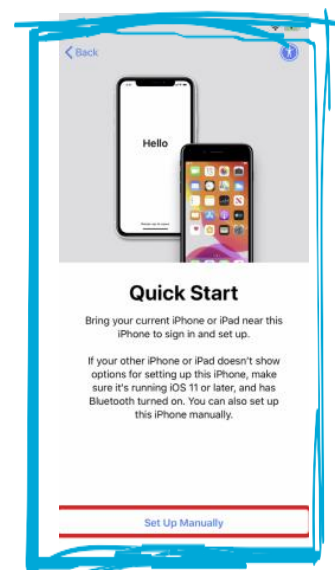 Back
Hello
Quick Start
Bring your current iPhone or iPad near this
iPhone to sign in and set up.
If your other iPhone or iPad doesn't show
options for setting up this iPhone, make
sure it's running iOS 11 or later, and has
Bluetooth turned on. You can also set up
this iPhone manually.
Set Up Manually